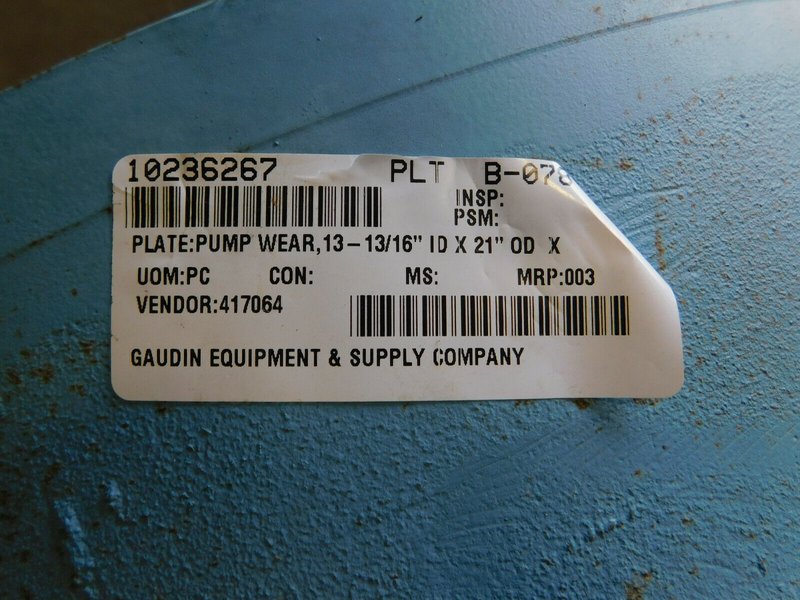 10236267 PLT B-078
INSP:
PSM:
PLATE:PUMP WEAR,13-13/16" ID X 21" OD X
UOM:PC CON: MS: MRP:003
VENDOR:417064
GAUDIN EQUIPMENT & SUPPLY COMPANY